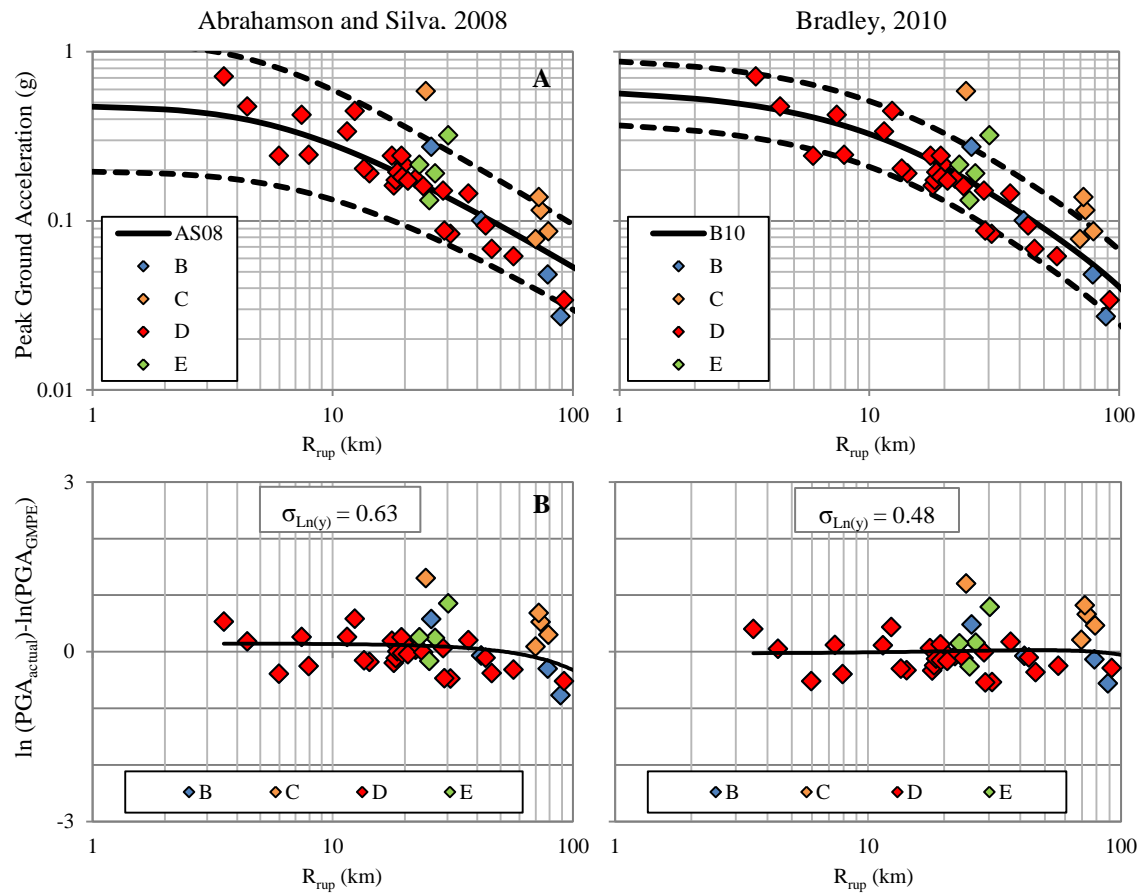 Abrahamson and Silva. 2008
Bradley, 2010
Peak Ground Acceleration (g)
1
0.1
0.01
A
AS08
B
C
D
E
1
10
100
R_rup (km)
B10
B
C
D
E
1
10
100
R_rup (km)
ln (PGA_actual)-ln(PGA_GMPE)
3
0
-3
B
σ_Ln(y) = 0.63
B C D E
1
10
100
R_rup (km)
σ_Ln(y) = 0.48
B C D E
1
10
100
R_rup (km)